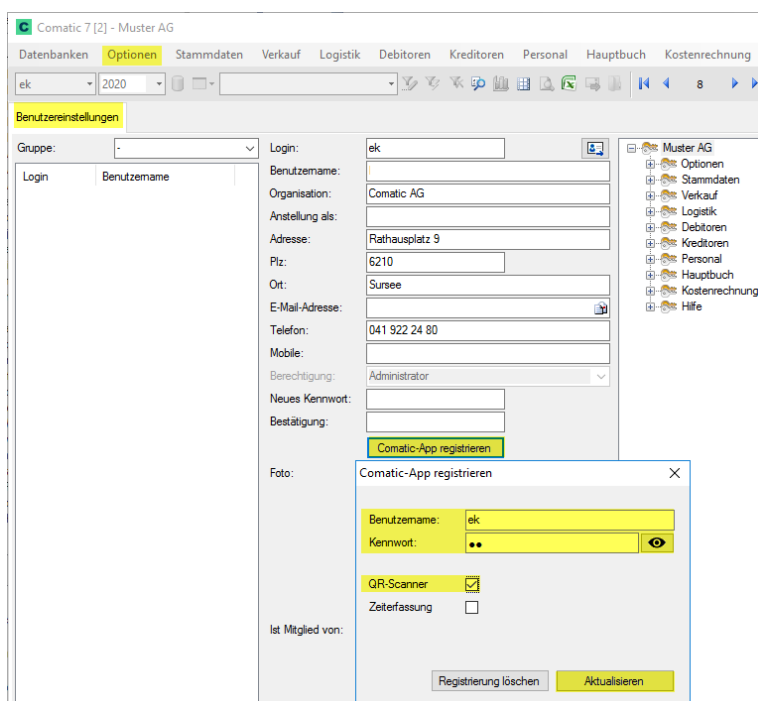 Comatic 7 [2] - Muster AG
Datenbanken Optionen Stammdaten Verkauf Logistik Debitoren Kreditoren Personal Hauptbuch Kostenrechnung
ek 2020 8
Benutzereinstellungen
Gruppe: -
Login Benutzername
Login: ek
Benutzername:
Organisation: Comatic AG
Anstellung als:
Adresse: Rathausplatz 9
Plz: 6210
Ort: Sursee
E-Mail-Adresse:
Telefon: 041 922 24 80
Mobile:
Berechtigung: Administrator
Neues Kennwort:
Bestätigung:
Comatic-App registrieren
Foto:
Ist Mitglied von:
Muster AG
Optionen
Stammdaten
Verkauf
Logistik
Debitoren
Kreditoren
Personal
Hauptbuch
Kostenrechnung
Hilfe
Comatic-App registrieren
Benutzername: ek
Kennwort: ●●
QR-Scanner
Zeiterfassung
Registrierung löschen Aktualisieren